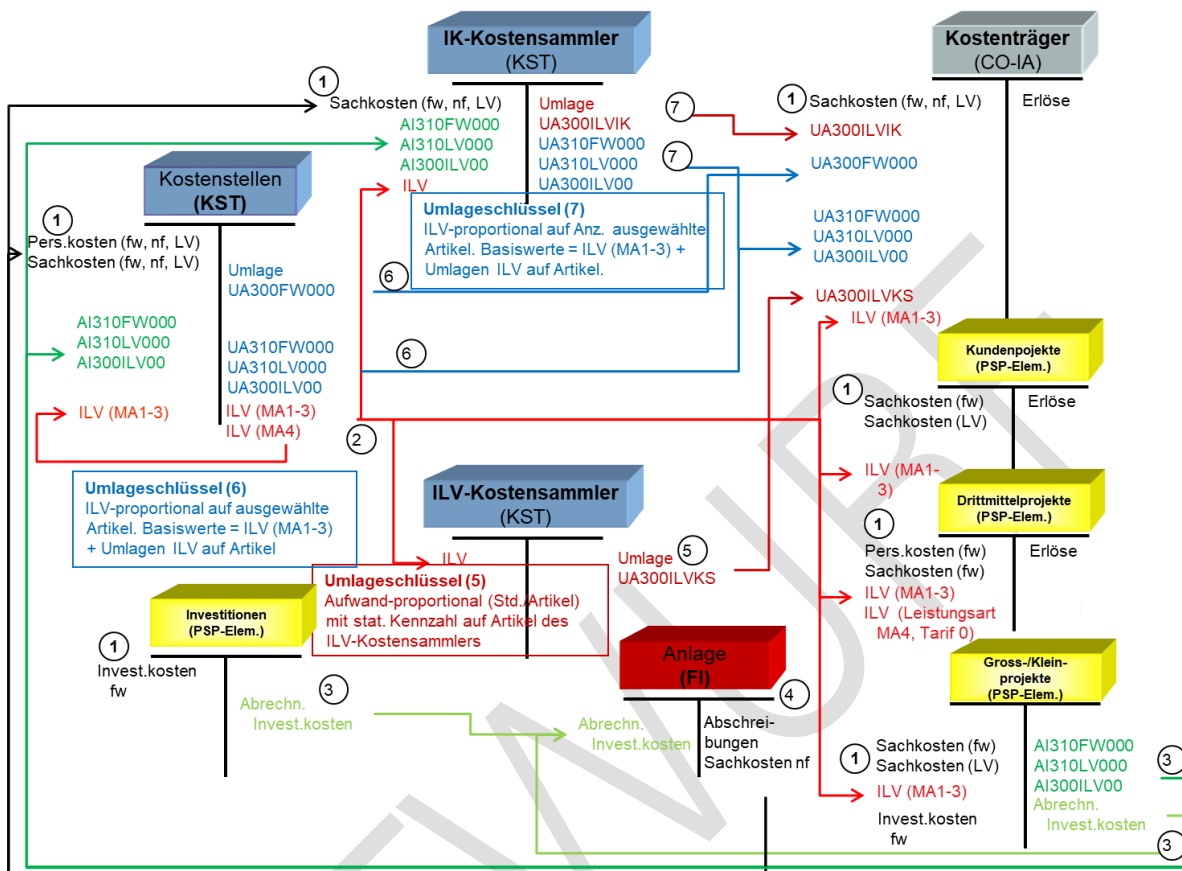 IK-Kostensammler
(KST)
Kostenträger
(CO-IA)
1
Sachkosten (fw, nf, LV)
AI310FW000
AI310LV000
AI300ILV00
ILV
Umlage
UA300ILVIK
UA310FW000
UA310LV000
UA300ILV00
7
7
1
Sachkosten (fw, nf, LV)
Erlöse
UA300ILVIK
UA300FW000
UA310FW000
UA310LV000
UA300ILV00
UA300ILVKS
ILV (MA1-3)
Kostenstellen
(KST)
1
Pers.kosten (fw, nf, LV)
Sachkosten (fw, nf, LV)
Umlage
UA300FW000
AI310FW000
AI310LV000
AI300ILV00
UA310FW000
UA310LV000
UA300ILV00
ILV (MA1-3)
ILV (MA1-3)
ILV (MA4)
Umlageschlüssel (7)
ILV-proportional auf Anz. ausgewählte
Artikel. Basiswerte = ILV (MA1-3) +
Umlagen ILV auf Artikel.
6
6
2
Kundenpojekte
(PSP-Elem.)
1
Sachkosten (fw)
Sachkosten (LV)
Erlöse
ILV (MA1-
3)
Umlageschlüssel (6)
ILV-proportional auf ausgewählte
Artikel. Basiswerte = ILV (MA1-3)
+ Umlagen ILV auf Artikel
ILV-Kostensammler
(KST)
ILV
Umlage
UA300ILVKS
5
Umlageschlüssel (5)
Aufwand-proportional (Std./Artikel)
mit stat. Kennzahl auf Artikel des
ILV-Kostensammlers
Drittmittelprojekte
(PSP-Elem.)
1
Pers.kosten (fw)
Sachkosten (fw)
ILV (MA1-3)
ILV (Leistungsart
MA4, Tarif 0)
Erlöse
Investitionen
(PSP-Elem.)
1
Invest.kosten
fw
Abrechn.
Invest.kosten
3
Anlage
(FI)
4
Abrechn.
Invest.kosten
Abschrei-
bungen
Sachkosten nf
Gross-/Klein-
projekte
(PSP-Elem.)
1
Sachkosten (fw)
Sachkosten (LV)
ILV (MA1-3)
Invest.kosten
fw
AI310FW000
AI310LV000
AI300ILV00
Abrechn.
Invest.kosten
3
3
TWURF